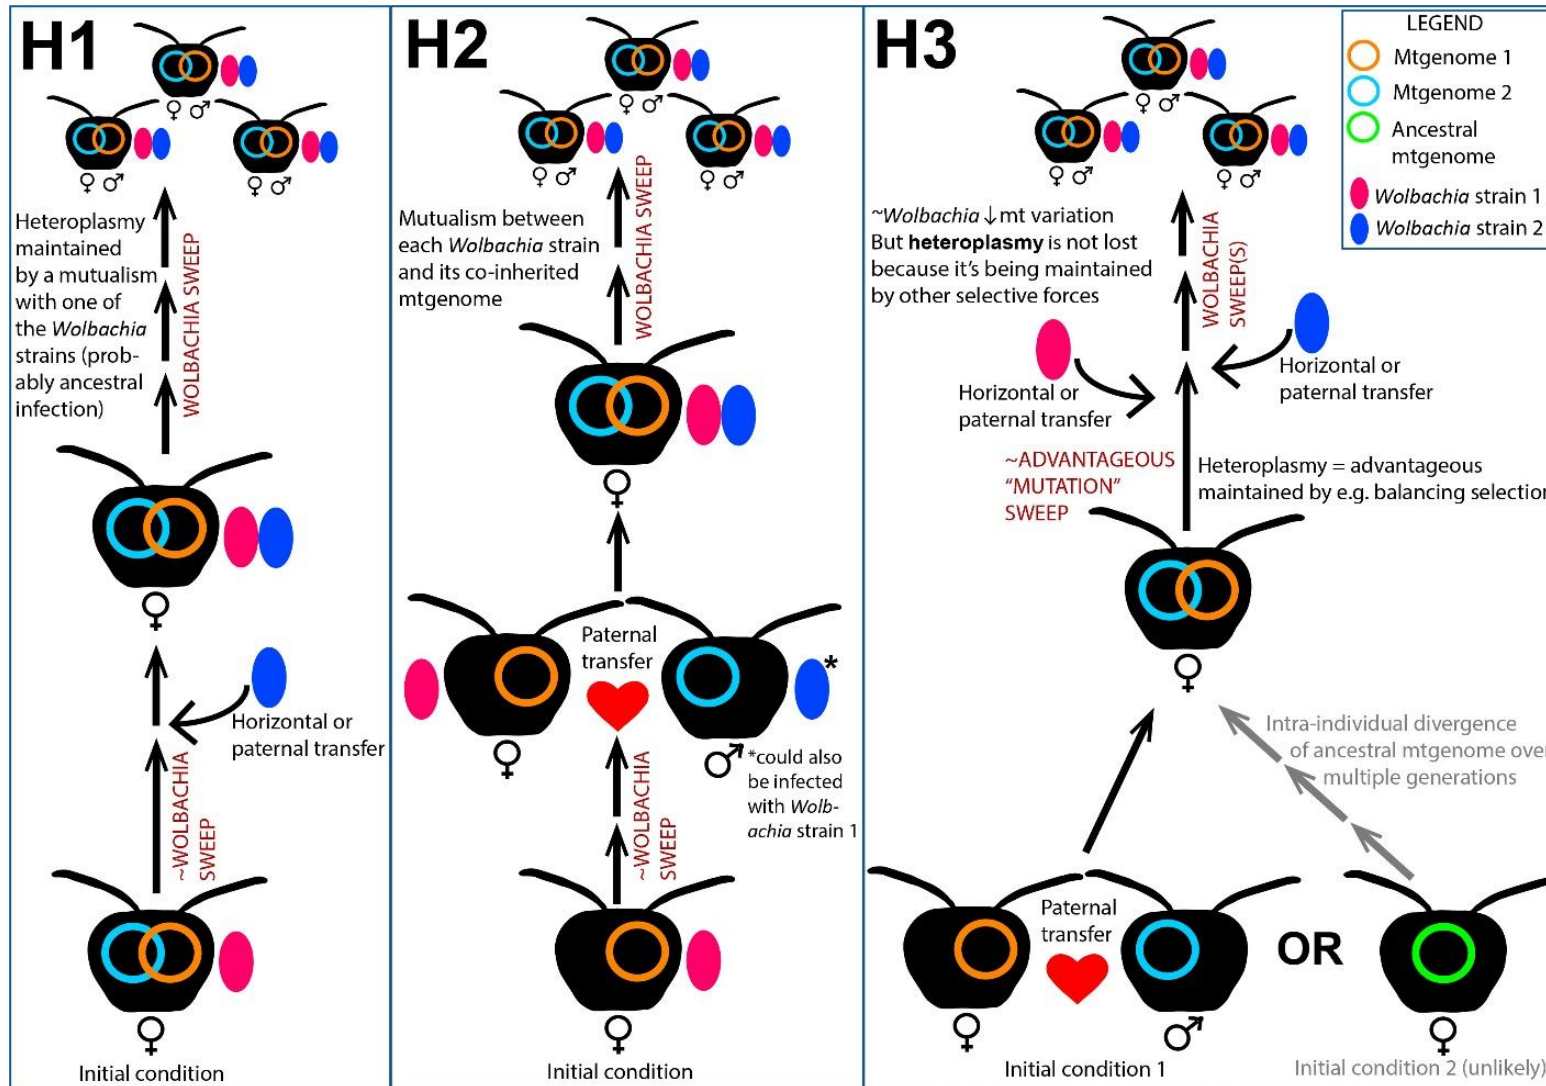 H1
Heteroplasmy
maintained
by a mutualism
with one of
the Wolbachia
strains (prob-
ably ancestral
infection)
WOLBACHIA SWEEP
♀ ♂
♀ ♂
♀ ♂
♀
Horizontal or
paternal transfer
~WOLBACHIA
SWEEP
♀
Initial condition
H2
♀ ♂
♀ ♂
♀ ♂
Mutualism between
each Wolbachia strain
and its co-inherited
mtgenome
WOLBACHIA SWEEP
♀
Paternal
transfer
*
♀
♂
*could also
be infected
with Wolb-
achia strain 1
~WOLBACHIA
SWEEP
♀
Initial condition
H3
♀ ♂
♀ ♂
♀ ♂
~Wolbachia ↓mt variation
But heteroplasmy is not lost
because it's being maintained
by other selective forces
WOLBACHIA
SWEEP(S)
Horizontal or
paternal transfer
Horizontal or
paternal transfer
~ADVANTAGEOUS
"MUTATION"
SWEEP
Heteroplasmy = advantageous
maintained by e.g. balancing selection
♀
Intra-individual divergence
of ancestral mtgenome over
multiple generations
Paternal
transfer
OR
♀
♂
♀
Initial condition 1
Initial condition 2 (unlikely)
LEGEND
Mtgenome 1
Mtgenome 2
Ancestral
mtgenome
Wolbachia strain 1
Wolbachia strain 2